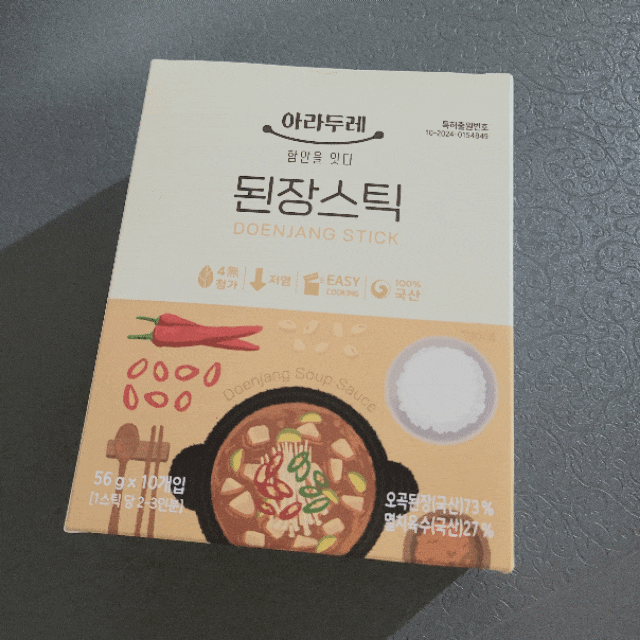 아라두레
함안을 잇다
특허출원번호
10-2024-0154845
된장스틱
DOENJANG STICK
4無
첨가
저염
EASY
COOKING
100%
국산
Doenjang Soup Sauce
56g x 10개입
[1스틱 당 2-3인분]
오곡된장(국산)73%
멸치육수(국산)27%